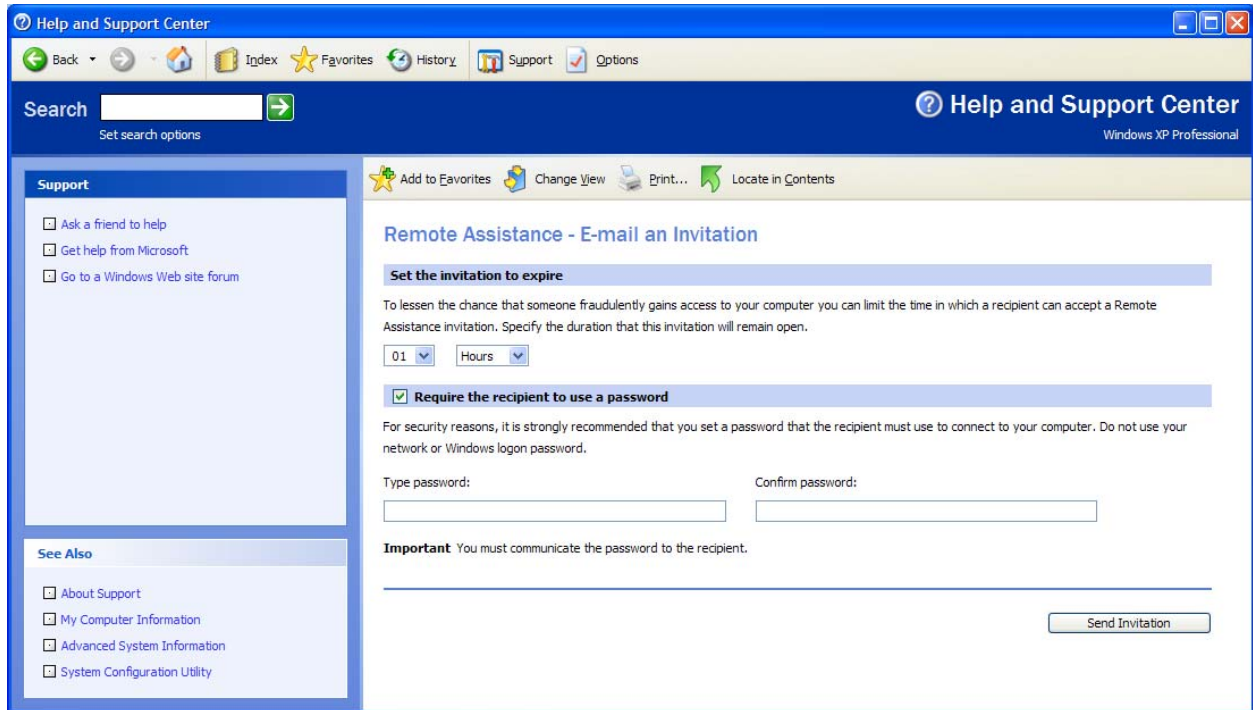 Help and Support Center
Back
Index
Favorites
History
Support
Options
Search
Set search options
Help and Support Center
Windows XP Professional
Support
Ask a friend to help
Get help from Microsoft
Go to a Windows Web site forum
See Also
About Support
My Computer Information
Advanced System Information
System Configuration Utility
Add to Favorites
Change View
Print...
Locate in Contents
Remote Assistance - E-mail an Invitation
Set the invitation to expire
To lessen the chance that someone fraudulently gains access to your computer you can limit the time in which a recipient can accept a Remote
Assistance invitation. Specify the duration that this invitation will remain open.
01
Hours
Require the recipient to use a password
For security reasons, it is strongly recommended that you set a password that the recipient must use to connect to your computer. Do not use your
network or Windows logon password.
Type password:
Confirm password:
Important You must communicate the password to the recipient.
Send Invitation